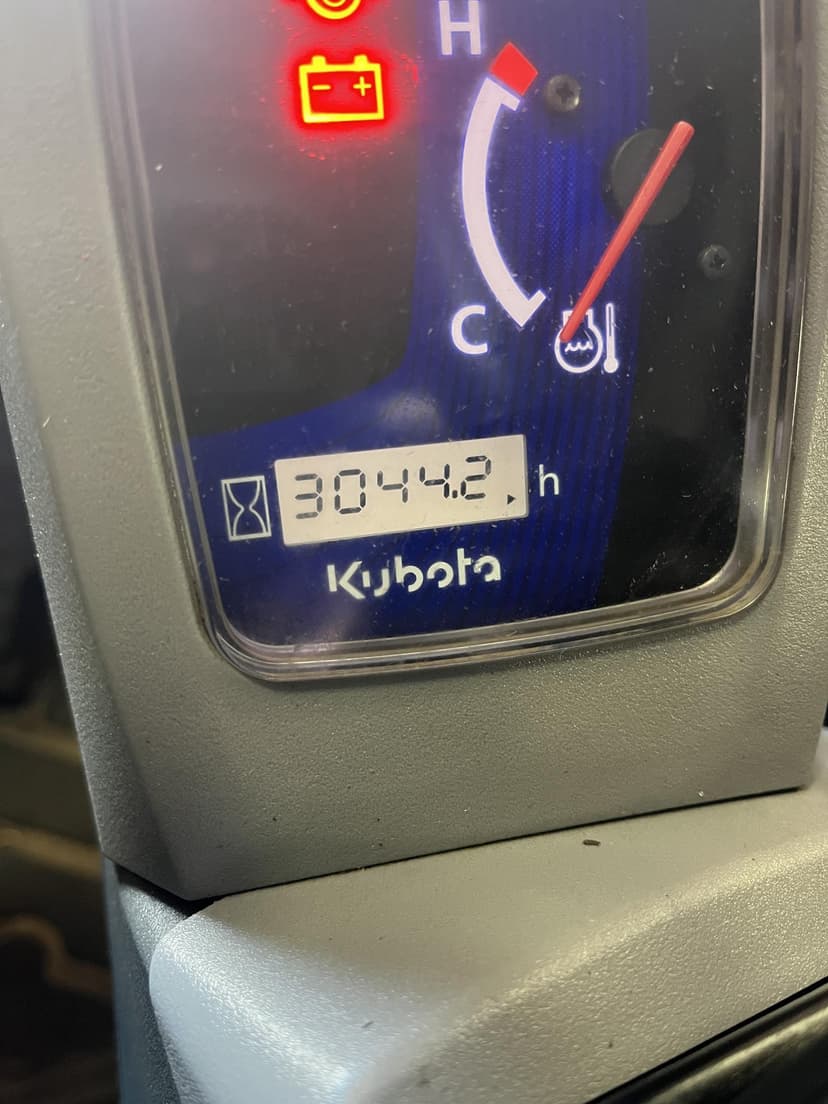 H
- +
C
3044.2 h
Kubota